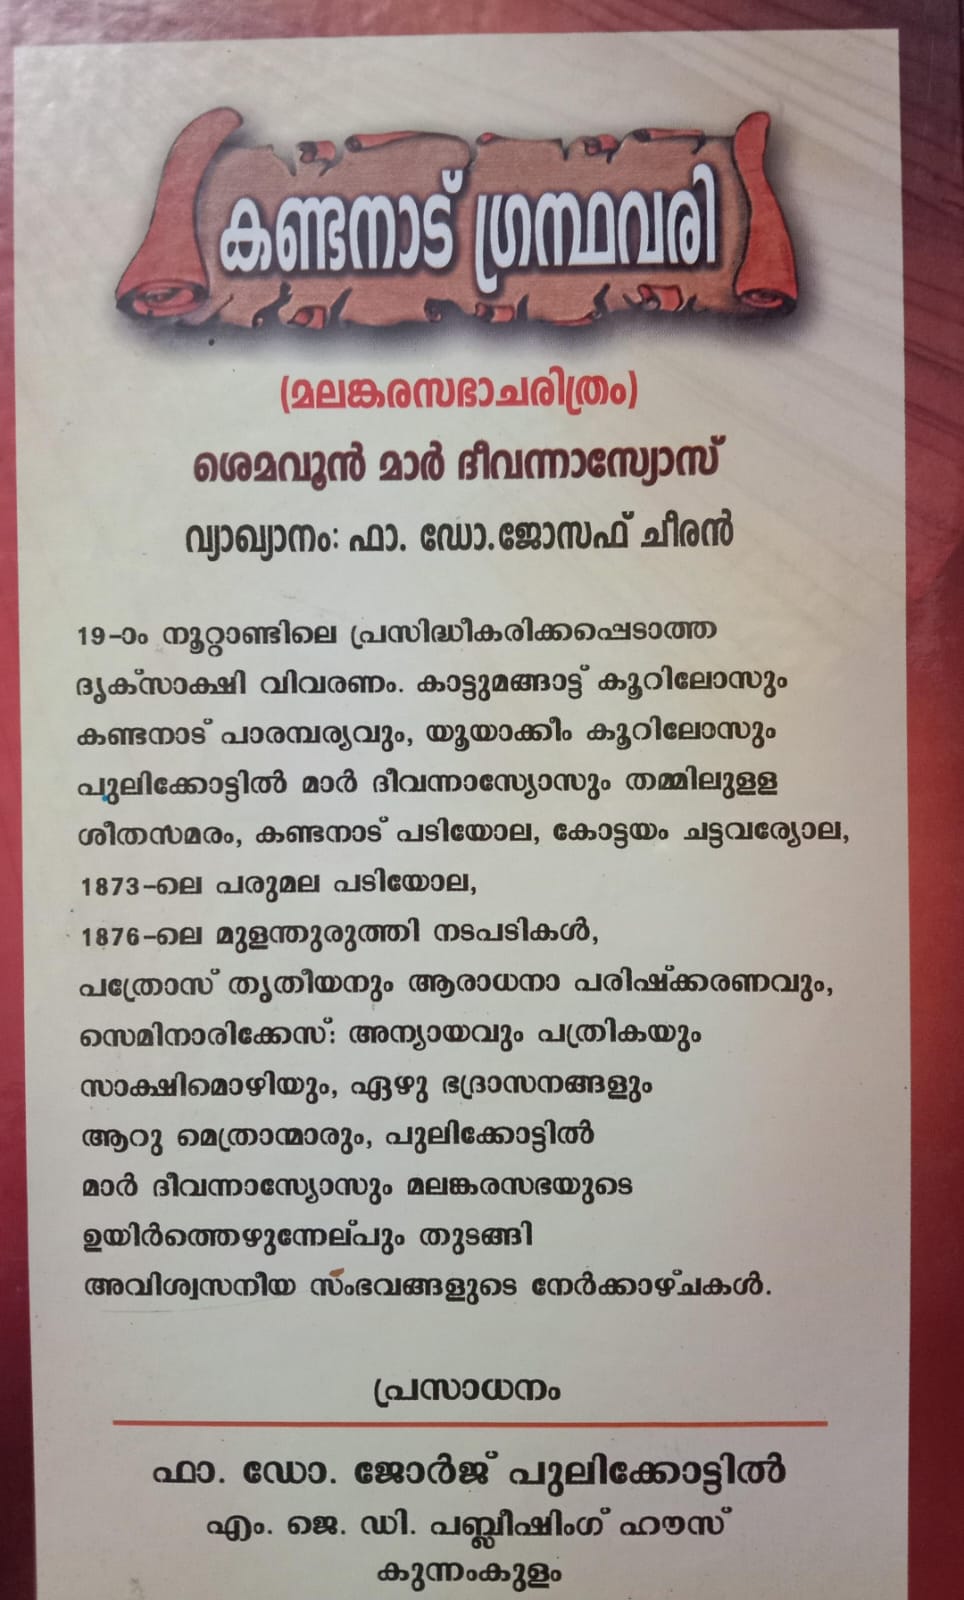 കണ്ടനാട് ഗ്രന്ഥവരി
(മലങ്കരസഭാചരിത്രം)
ശെമവൂൻ മാർ ദീവന്നാസ്യോസ്
വ്യാഖ്യാനം: ഫാ. ഡോ.ജോസഫ് ചീരൻ
19-ാം നൂറ്റാണ്ടിലെ പ്രസിദ്ധീകരിക്കപ്പെടാത്ത
ദൃക്സാക്ഷി വിവരണം. കാട്ടുമങ്ങാട്ട് കൂറിലോസും
കണ്ടനാട് പാരമ്പര്യവും, യൂയാക്കീം കൂറിലോസും
പുലിക്കോട്ടിൽ മാർ ദീവന്നാസ്യോസും തമ്മിലുളള
ശീതസമരം, കണ്ടനാട് പടിയോല, കോട്ടയം ചട്ടവര്യോല,
1873-ലെ പരുമല പടിയോല,
1876-ലെ മുളന്തുരുത്തി നടപടികൾ,
പത്രോസ് തൃതീയനും ആരാധനാ പരിഷ്ക്കരണവും,
സെമിനാരിക്കേസ്: അന്യായവും പത്രികയും
സാക്ഷിമൊഴിയും, ഏഴു ഭദ്രാസനങ്ങളും
ആറു മെത്രാന്മാരും, പുലിക്കോട്ടിൽ
മാർ ദീവന്നാസ്യോസും മലങ്കരസഭയുടെ
ഉയിർത്തെഴുന്നേല്പും തുടങ്ങി
അവിശ്വസനീയ സംഭവങ്ങളുടെ നേർക്കാഴ്ചകൾ.
പ്രസാധനം
ഫാ. ഡോ. ജോർജ് പുലിക്കോട്ടിൽ
എം. ജെ. ഡി. പബ്ലീഷിംഗ് ഹൗസ്
കുന്നംകുളം